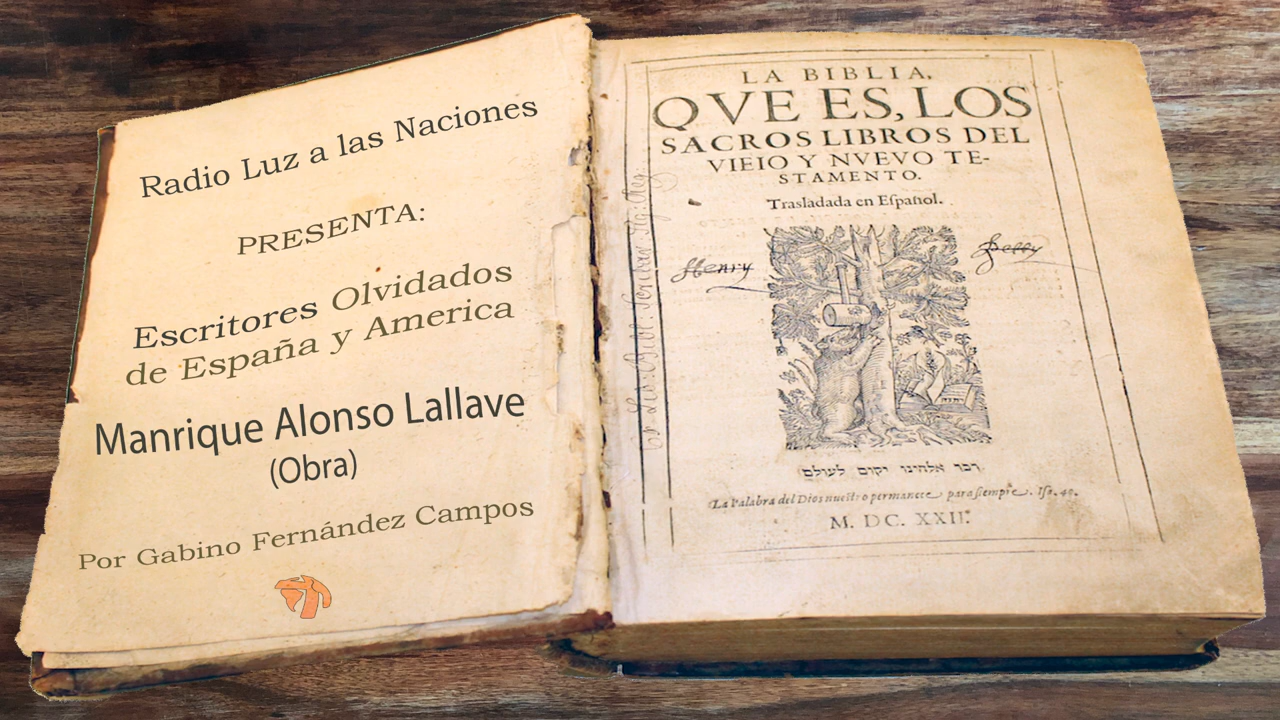 Radio Luz a las Naciones
PRESENTA:
Escritores Olvidados
de España y America
Manrique Alonso Lallave
(Obra)
Por Gabino Fernández Campos
LA BIBLIA.
QVE ES, LOS
SACROS LIBROS DEL
VIEIO Y NVEVO TE-
STAMENTO.
Trasladada en Eſpañol.
Henry
דבר אלהינו יקום לעולם
La Palabra del Dios nueſtro permanece para ſiempre. Iſa. 40.
M. DC. XXII.